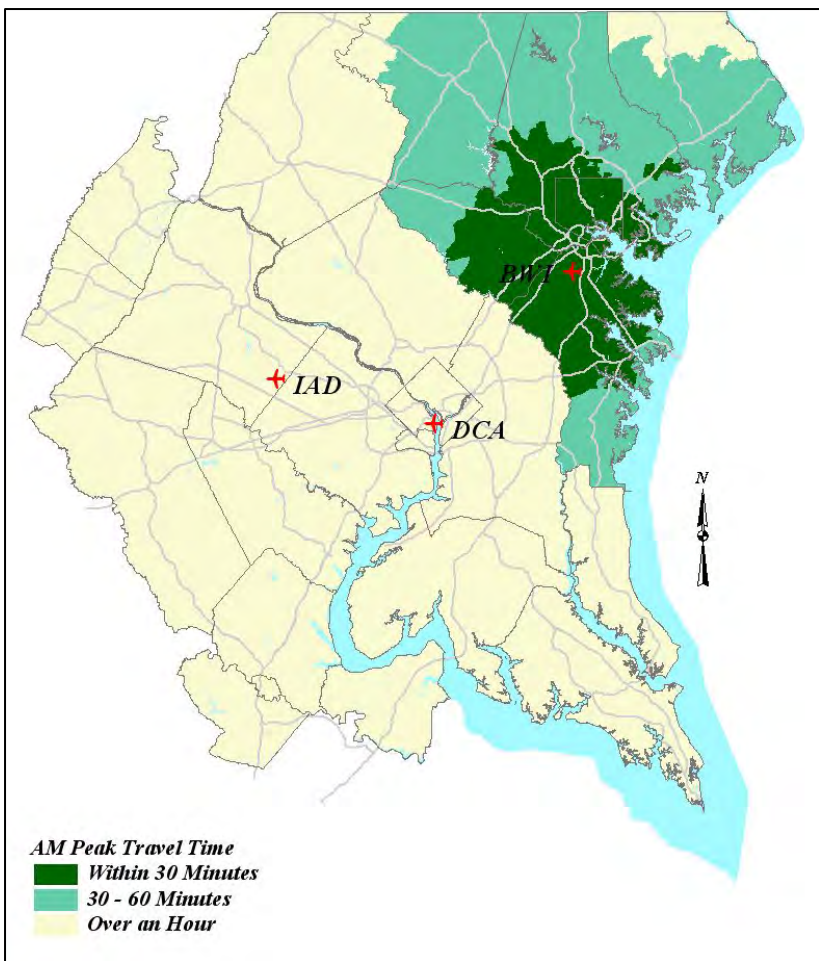 BWI
IAD
DCA
N
AM Peak Travel Time
Within 30 Minutes
30 - 60 Minutes
Over an Hour